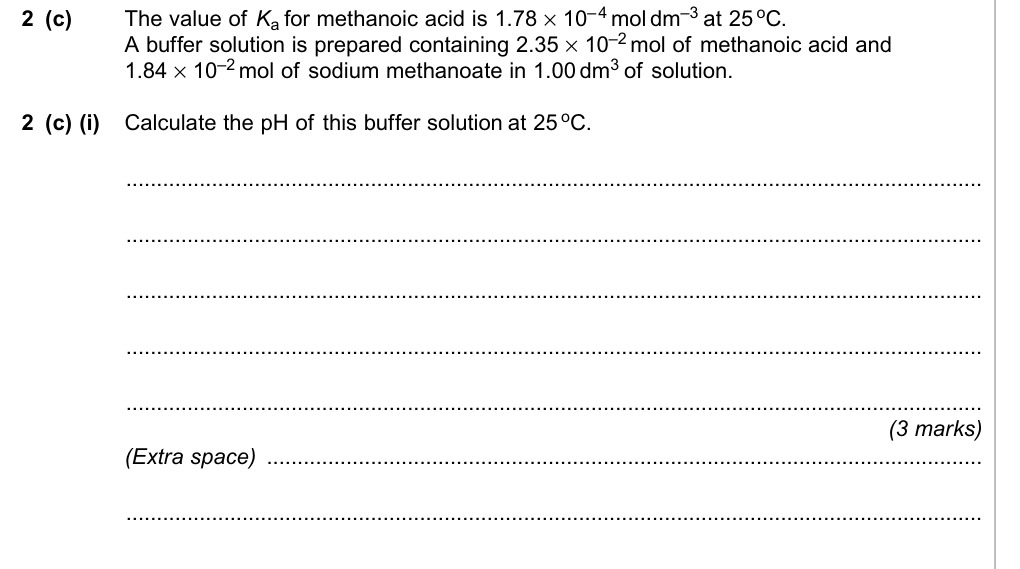 2 (c) The value of Kₐ for methanoic acid is 1.78 × 10⁻⁴ mol dm⁻³ at 25 ºC.
A buffer solution is prepared containing 2.35 × 10⁻² mol of methanoic acid and
1.84 × 10⁻² mol of sodium methanoate in 1.00 dm³ of solution.
2 (c) (i) Calculate the pH of this buffer solution at 25 ºC.
(3 marks)
(Extra space)